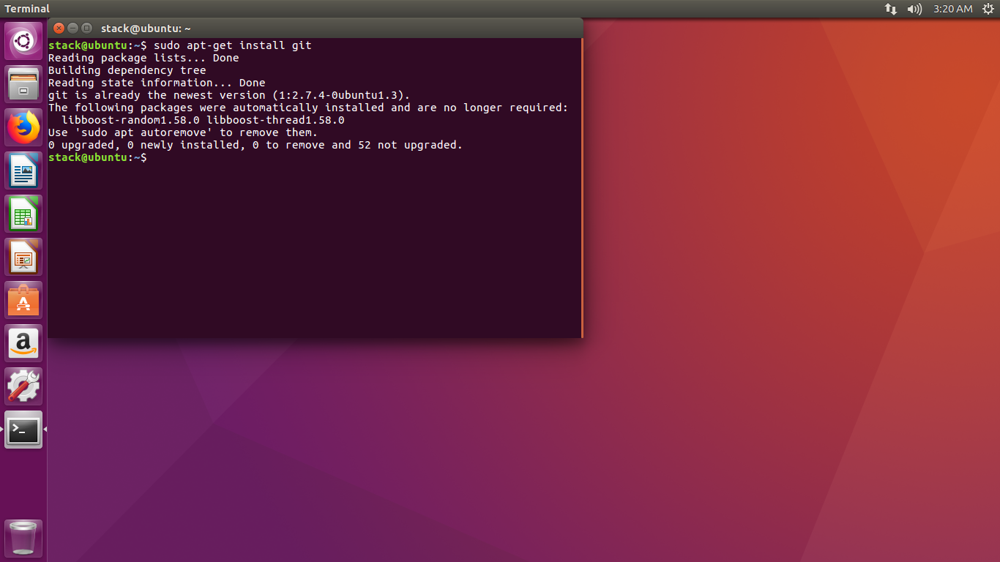 Terminal
3:20 AM
stack@ubuntu: ~
stack@ubuntu:~$ sudo apt-get install git
Reading package lists... Done
Building dependency tree
Reading state information... Done
git is already the newest version (1:2.7.4-0ubuntu1.3).
The following packages were automatically installed and are no longer required:
  libboost-random1.58.0 libboost-thread1.58.0
Use 'sudo apt autoremove' to remove them.
0 upgraded, 0 newly installed, 0 to remove and 52 not upgraded.
stack@ubuntu:~$
A
a
>_